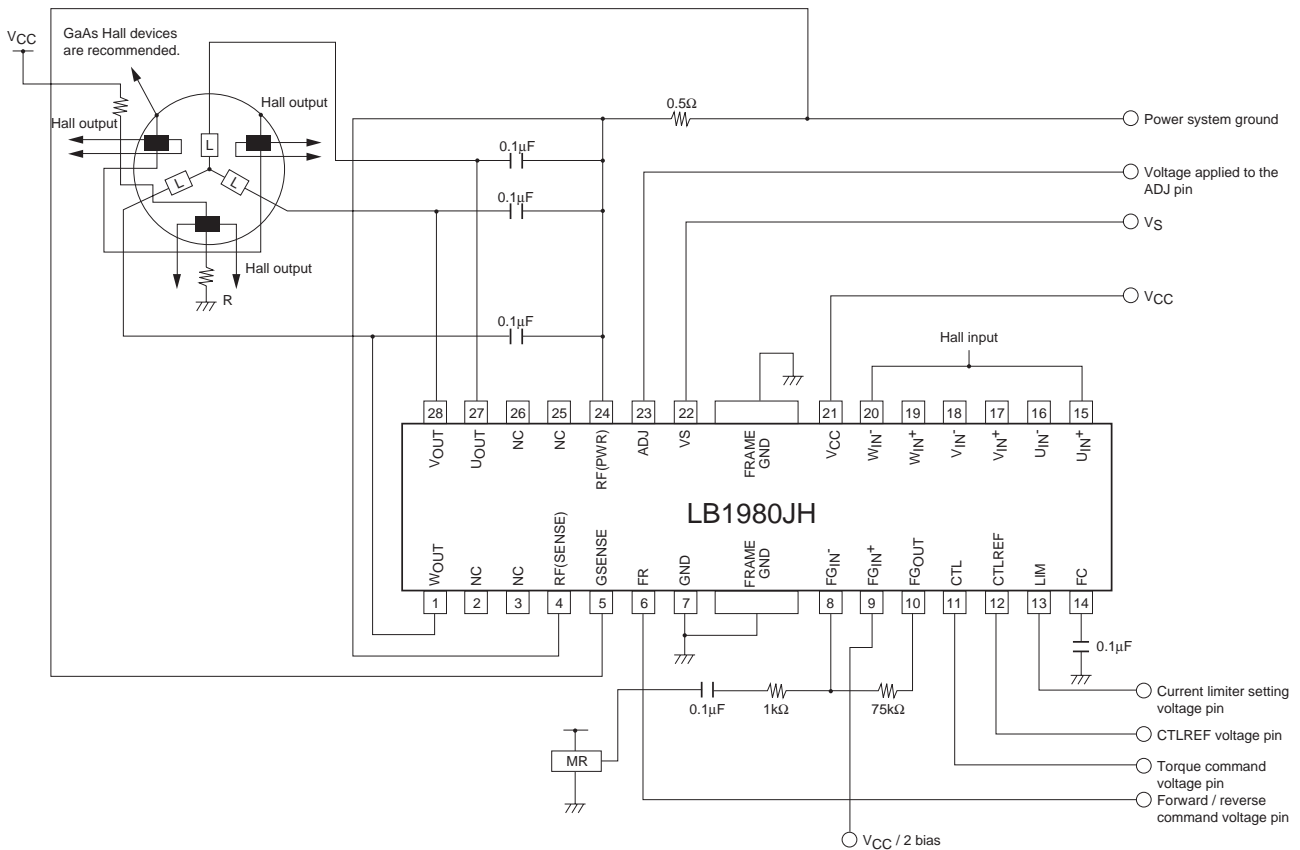 VCC
GaAs Hall devices
are recommended.
Hall output
Hall output
L
L
L
Hall output
R
0.1µF
0.1µF
0.1µF
0.5Ω
Power system ground
Voltage applied to the
ADJ pin
VS
VCC
Hall input
28 27 26 25 24 23 22 21 20 19 18 17 16 15
VOUT UOUT NC NC RF(PWR) ADJ VS FRAME GND VCC WIN- WIN+ VIN- VIN+ UIN- UIN+
LB1980JH
WOUT NC NC RF(SENSE) GSENSE FR GND FRAME GND FGIN- FGIN+ FGOUT CTL CTLREF LIM FC
1 2 3 4 5 6 7 8 9 10 11 12 13 14
0.1µF
0.1µF
1kΩ
75kΩ
MR
Current limiter setting
voltage pin
CTLREF voltage pin
Torque command
voltage pin
Forward / reverse
command voltage pin
VCC / 2 bias